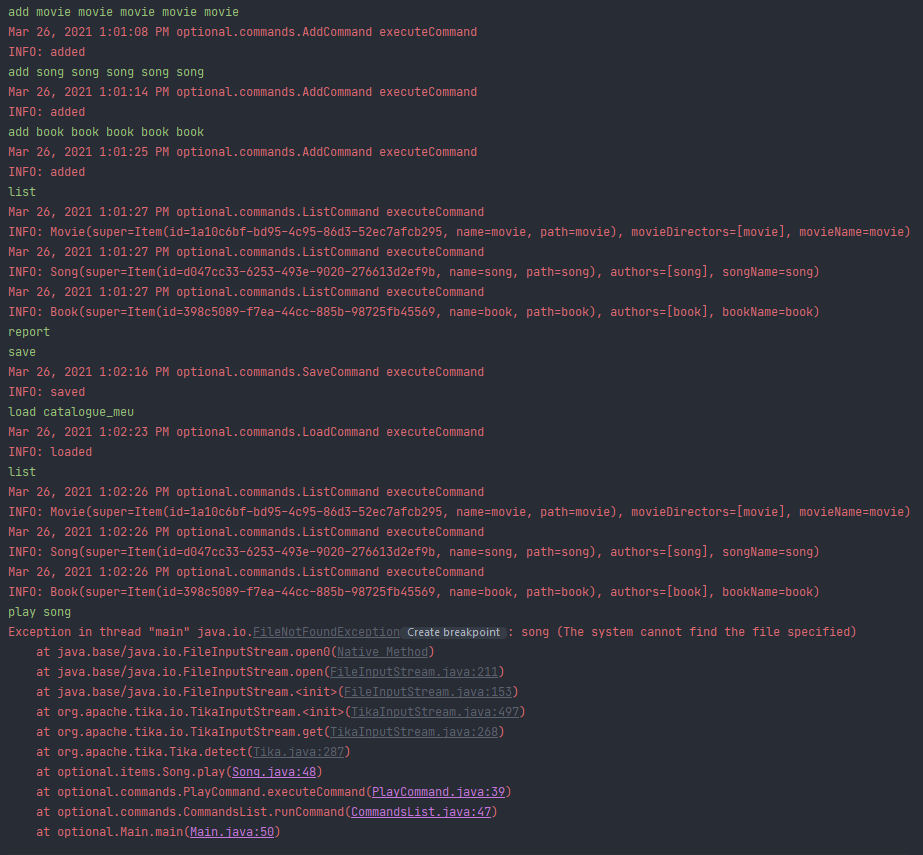 add movie movie movie movie movie
Mar 26, 2021 1:01:08 PM optional.commands.AddCommand executeCommand
INFO: added
add song song song song song
Mar 26, 2021 1:01:14 PM optional.commands.AddCommand executeCommand
INFO: added
add book book book book book
Mar 26, 2021 1:01:25 PM optional.commands.AddCommand executeCommand
INFO: added
list
Mar 26, 2021 1:01:27 PM optional.commands.ListCommand executeCommand
INFO: Movie(super=Item(id=1a10c6bf-bd95-4c95-86d3-52ec7afcb295, name=movie, path=movie), movieDirectors=[movie], movieName=movie)
Mar 26, 2021 1:01:27 PM optional.commands.ListCommand executeCommand
INFO: Song(super=Item(id=d047cc33-6253-493e-9020-276613d2ef9b, name=song, path=song), authors=[song], songName=song)
Mar 26, 2021 1:01:27 PM optional.commands.ListCommand executeCommand
INFO: Book(super=Item(id=398c5089-f7ea-44cc-885b-98725fb45569, name=book, path=book), authors=[book], bookName=book)
report
save
Mar 26, 2021 1:02:16 PM optional.commands.SaveCommand executeCommand
INFO: saved
load catalogue_meu
Mar 26, 2021 1:02:23 PM optional.commands.LoadCommand executeCommand
INFO: loaded
list
Mar 26, 2021 1:02:26 PM optional.commands.ListCommand executeCommand
INFO: Movie(super=Item(id=1a10c6bf-bd95-4c95-86d3-52ec7afcb295, name=movie, path=movie), movieDirectors=[movie], movieName=movie)
Mar 26, 2021 1:02:26 PM optional.commands.ListCommand executeCommand
INFO: Song(super=Item(id=d047cc33-6253-493e-9020-276613d2ef9b, name=song, path=song), authors=[song], songName=song)
Mar 26, 2021 1:02:26 PM optional.commands.ListCommand executeCommand
INFO: Book(super=Item(id=398c5089-f7ea-44cc-885b-98725fb45569, name=book, path=book), authors=[book], bookName=book)
play song
Exception in thread "main" java.io.FileNotFoundException Create breakpoint : song (The system cannot find the file specified)
at java.base/java.io.FileInputStream.open0(Native Method)
at java.base/java.io.FileInputStream.open(FileInputStream.java:211)
at java.base/java.io.FileInputStream.<init>(FileInputStream.java:153)
at org.apache.tika.io.TikaInputStream.<init>(TikaInputStream.java:497)
at org.apache.tika.io.TikaInputStream.get(TikaInputStream.java:268)
at org.apache.tika.Tika.detect(Tika.java:287)
at optional.items.Song.play(Song.java:48)
at optional.commands.PlayCommand.executeCommand(PlayCommand.java:39)
at optional.commands.CommandsList.runCommand(CommandsList.java:47)
at optional.Main.main(Main.java:50)